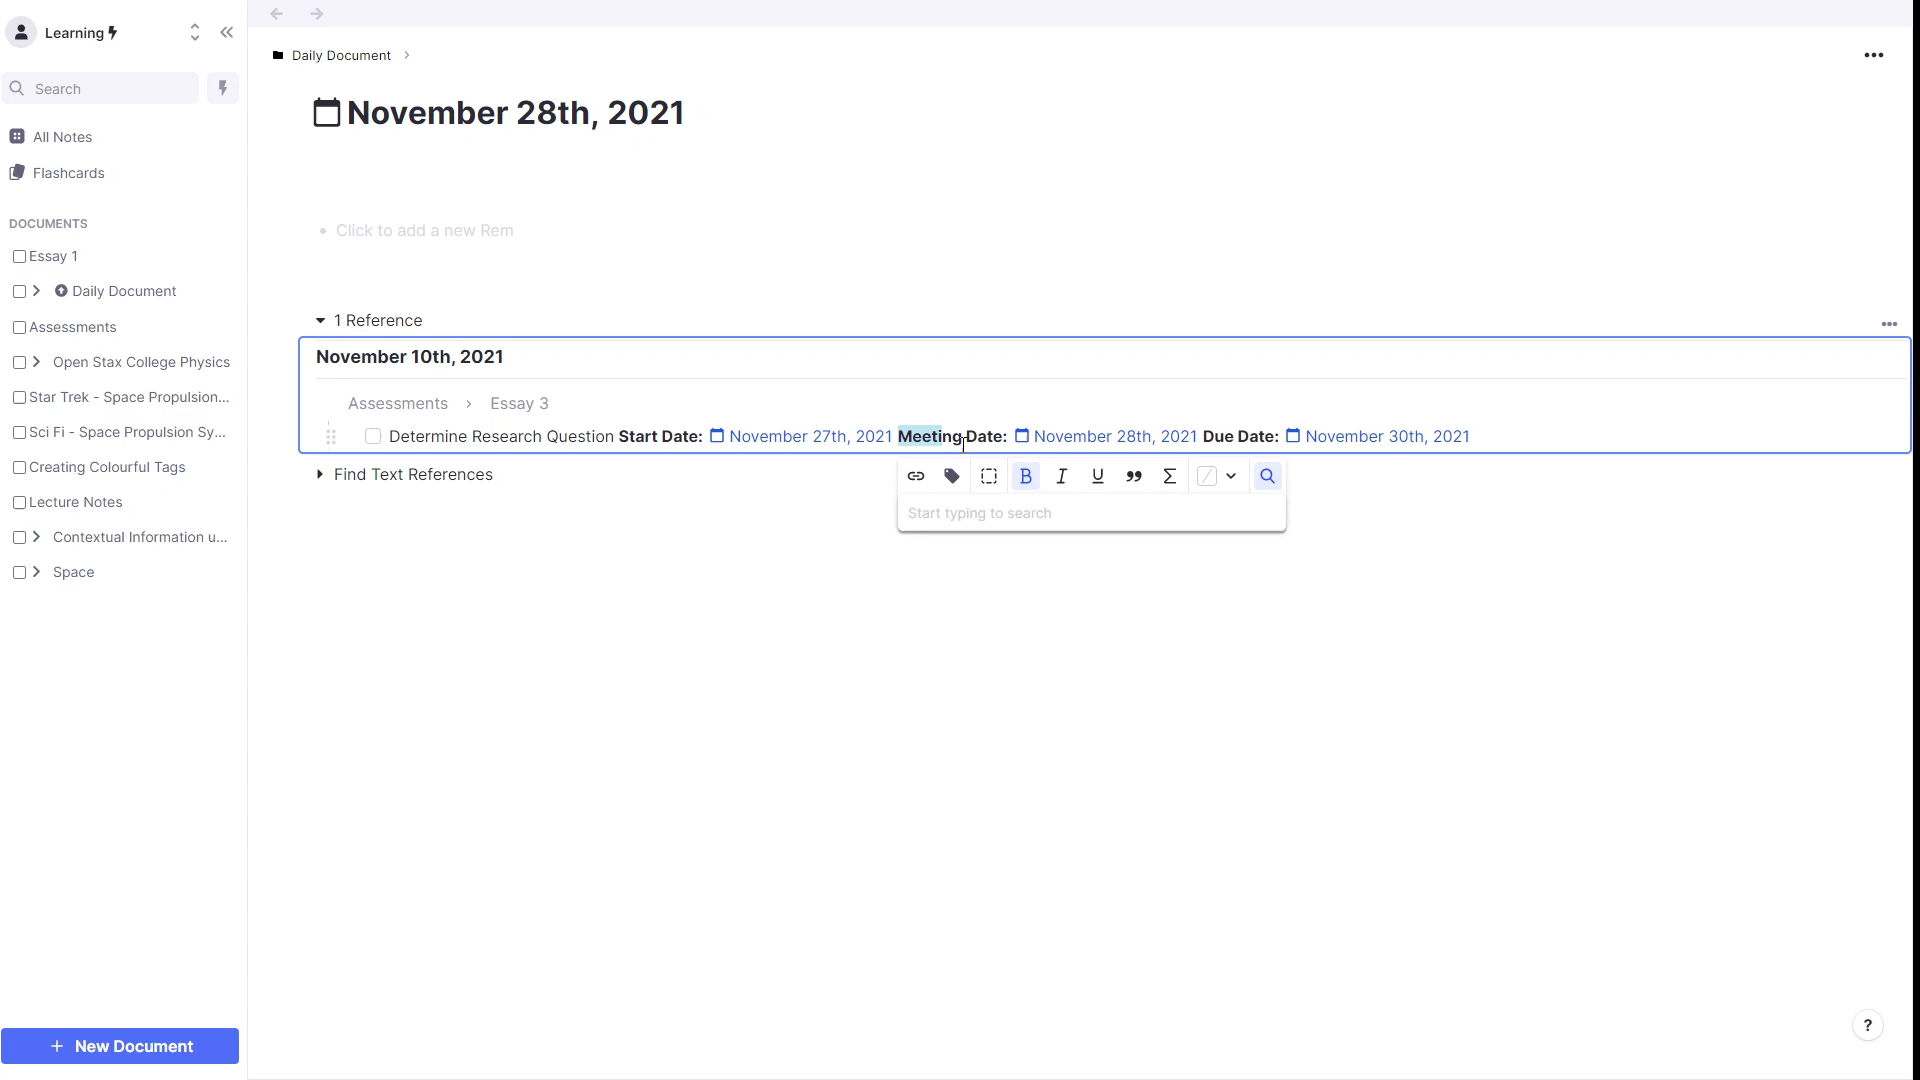 Learning
Search
All Notes
Flashcards
DOCUMENTS
Essay 1
Daily Document
Assessments
Open Stax College Physics
Star Trek - Space Propulsion...
Sci Fi - Space Propulsion Sy...
Creating Colourful Tags
Lecture Notes
Contextual Information u...
Space
+ New Document
Daily Document
November 28th, 2021
Click to add a new Rem
1 Reference
November 10th, 2021
Assessments > Essay 3
Determine Research Question Start Date: November 27th, 2021 Meeting Date: November 28th, 2021 Due Date: November 30th, 2021
Find Text References
B I U Σ
Start typing to search
?